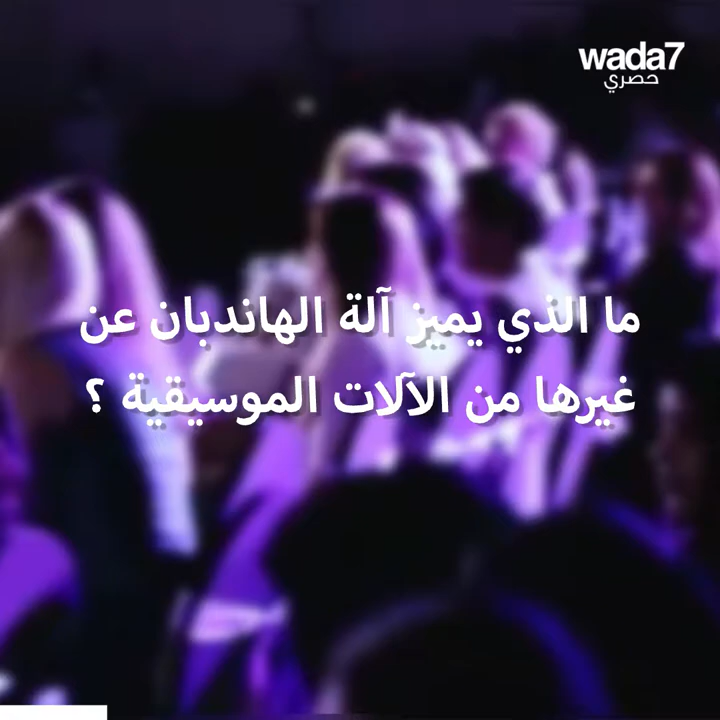 wada7
حصري
ما الذي يميز آلة الهاندبان عن
غيرها من الآلات الموسيقية ؟